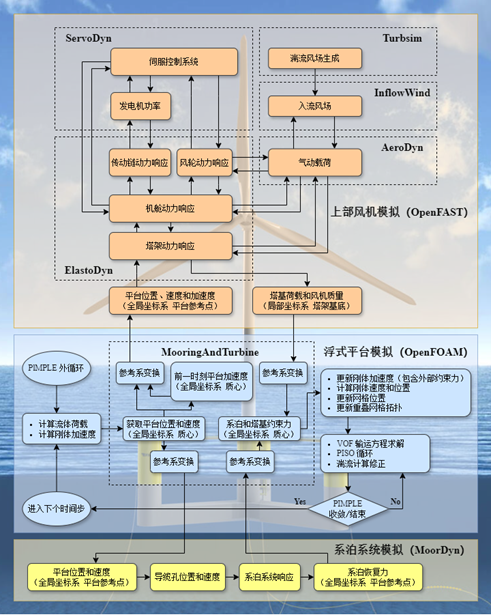 ServoDyn
Turbsim
伺服控制系统
湍流风场生成
InflowWind
发电机功率
入流风场
AeroDyn
传动链动力响应
风轮动力响应
气动载荷
机舱动力响应
上部风机模拟（OpenFAST）
塔架动力响应
ElastoDyn
平台位置、速度和加速度
（全局坐标系 平台参考点）
塔基荷载和风机质量
（局部坐标系 塔架基底）
MooringAndTurbine
浮式平台模拟（OpenFOAM）
PIMPLE 外循环
参考系变换
前一时刻平台加速度
（全局坐标系 质心）
参考系变换
• 更新刚体加速度（包含外部约束力）
• 计算刚体速度和位置
• 更新网格位置
• 更新重叠网格拓扑
• 计算流体荷载
• 计算刚体加速度
获取平台位置和速度
（全局坐标系 质心）
系泊和塔基约束力
（全局坐标系 质心）
• VOF 输运方程求解
• PISO 循环
• 湍流计算修正
参考系变换
参考系变换
进入下个时间步
Yes
PIMPLE
收敛/结束
No
系泊系统模拟（MoorDyn）
平台位置和速度
（全局坐标系 平台参考点）
导缆孔位置和速度
系泊系统响应
系泊恢复力
（全局坐标系 平台参考点）